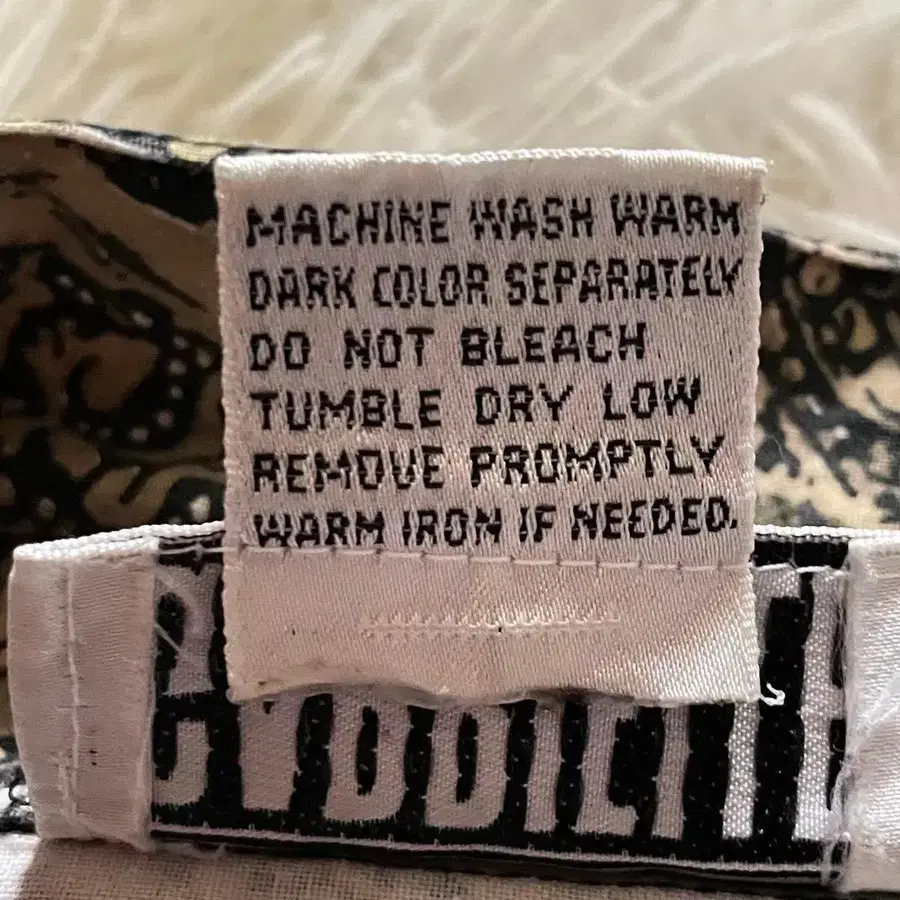 MACHINE WASH WARM
DARK COLOR SEPARATELY
DO NOT BLEACH
TUMBLE DRY LOW
REMOVE PROMPTLY
WARM IRON IF NEEDED.